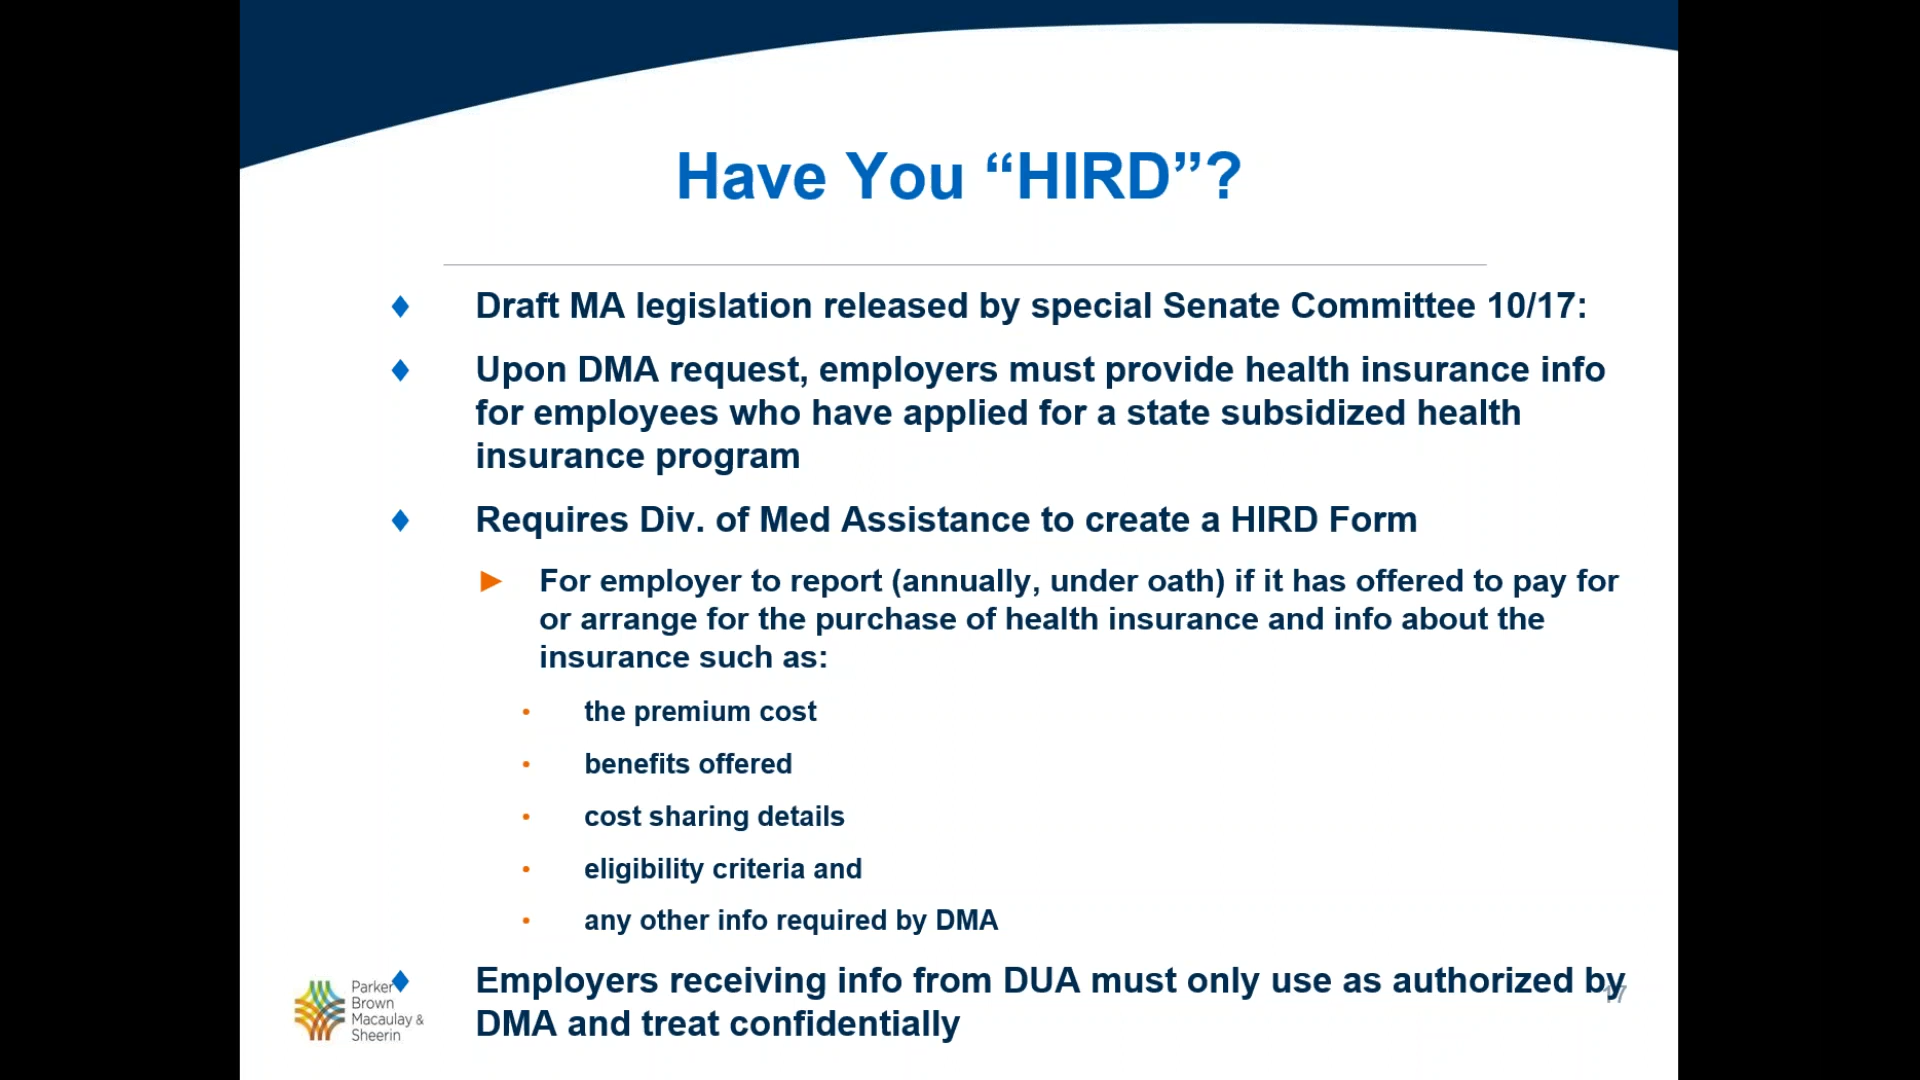 Have You “HIRD”?
Draft MA legislation released by special Senate Committee 10/17:
Upon DMA request, employers must provide health insurance info
for employees who have applied for a state subsidized health
insurance program
Requires Div. of Med Assistance to create a HIRD Form
For employer to report (annually, under oath) if it has offered to pay for
or arrange for the purchase of health insurance and info about the
insurance such as:
the premium cost
benefits offered
cost sharing details
eligibility criteria and
any other info required by DMA
Employers receiving info from DUA must only use as authorized by
DMA and treat confidentially
Parker
Brown
Macaulay &
Sheerin
17